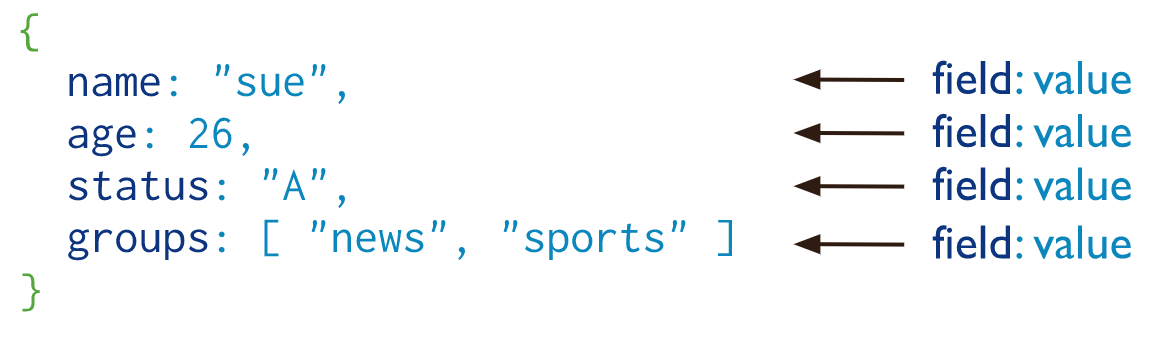 {
name: "sue", field: value
age: 26, field: value
status: "A", field: value
groups: [ "news", "sports" ] field: value
}